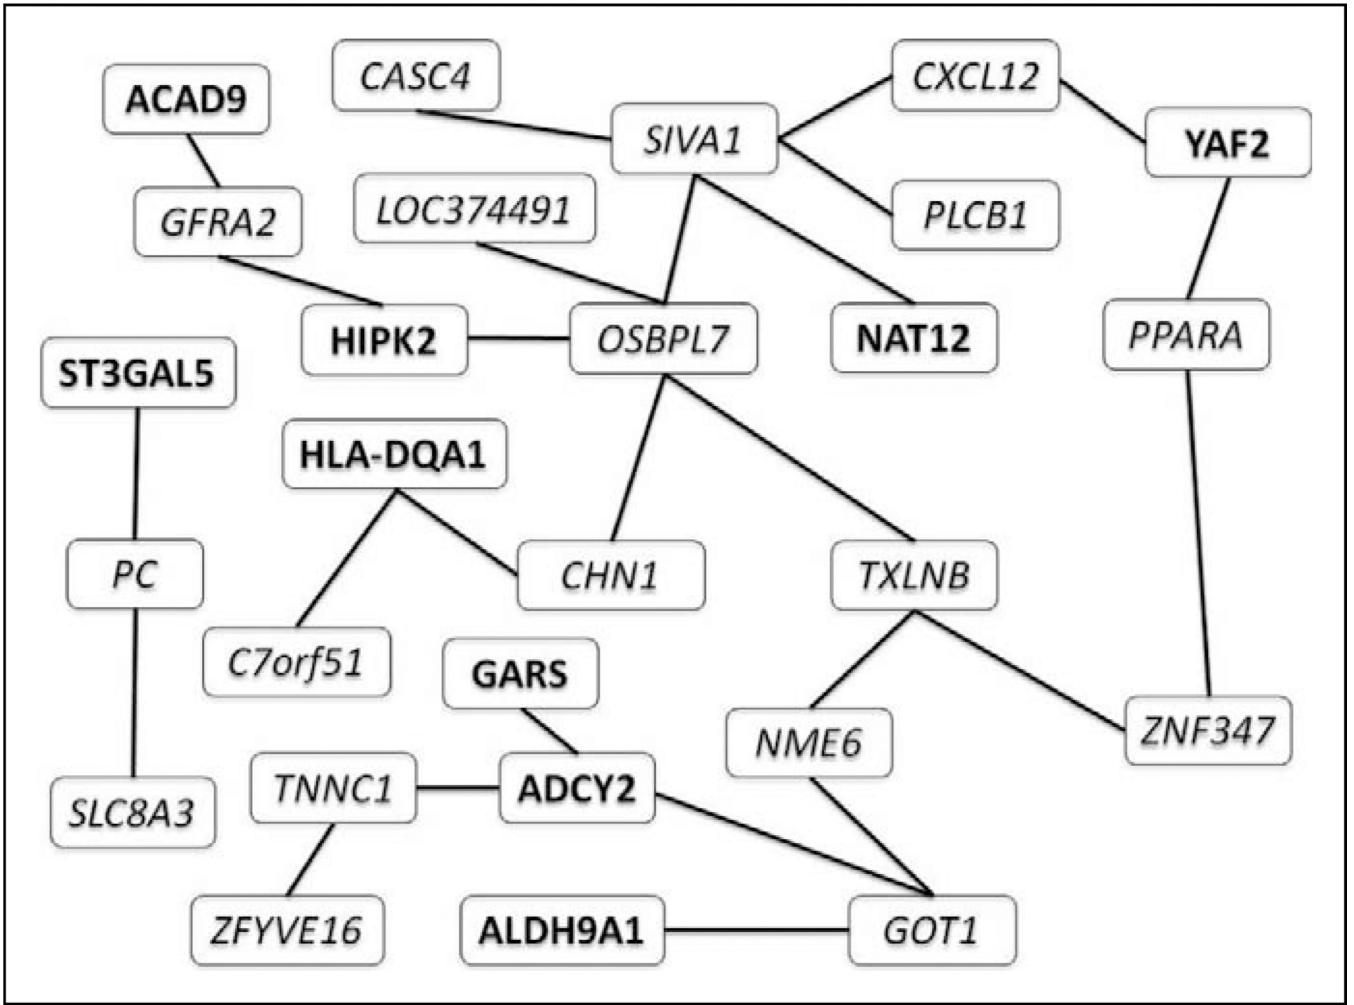 CASC4
CXCL12
ACAD9
SIVA1
YAF2
LOC374491
PLCB1
GFRA2
HIPK2
OSBPL7
NAT12
PPARA
ST3GAL5
HLA-DQA1
PC
CHN1
TXLNB
C7orf51
GARS
NME6
ZNF347
TNNC1
ADCY2
SLC8A3
ZFYVE16
ALDH9A1
GOT1